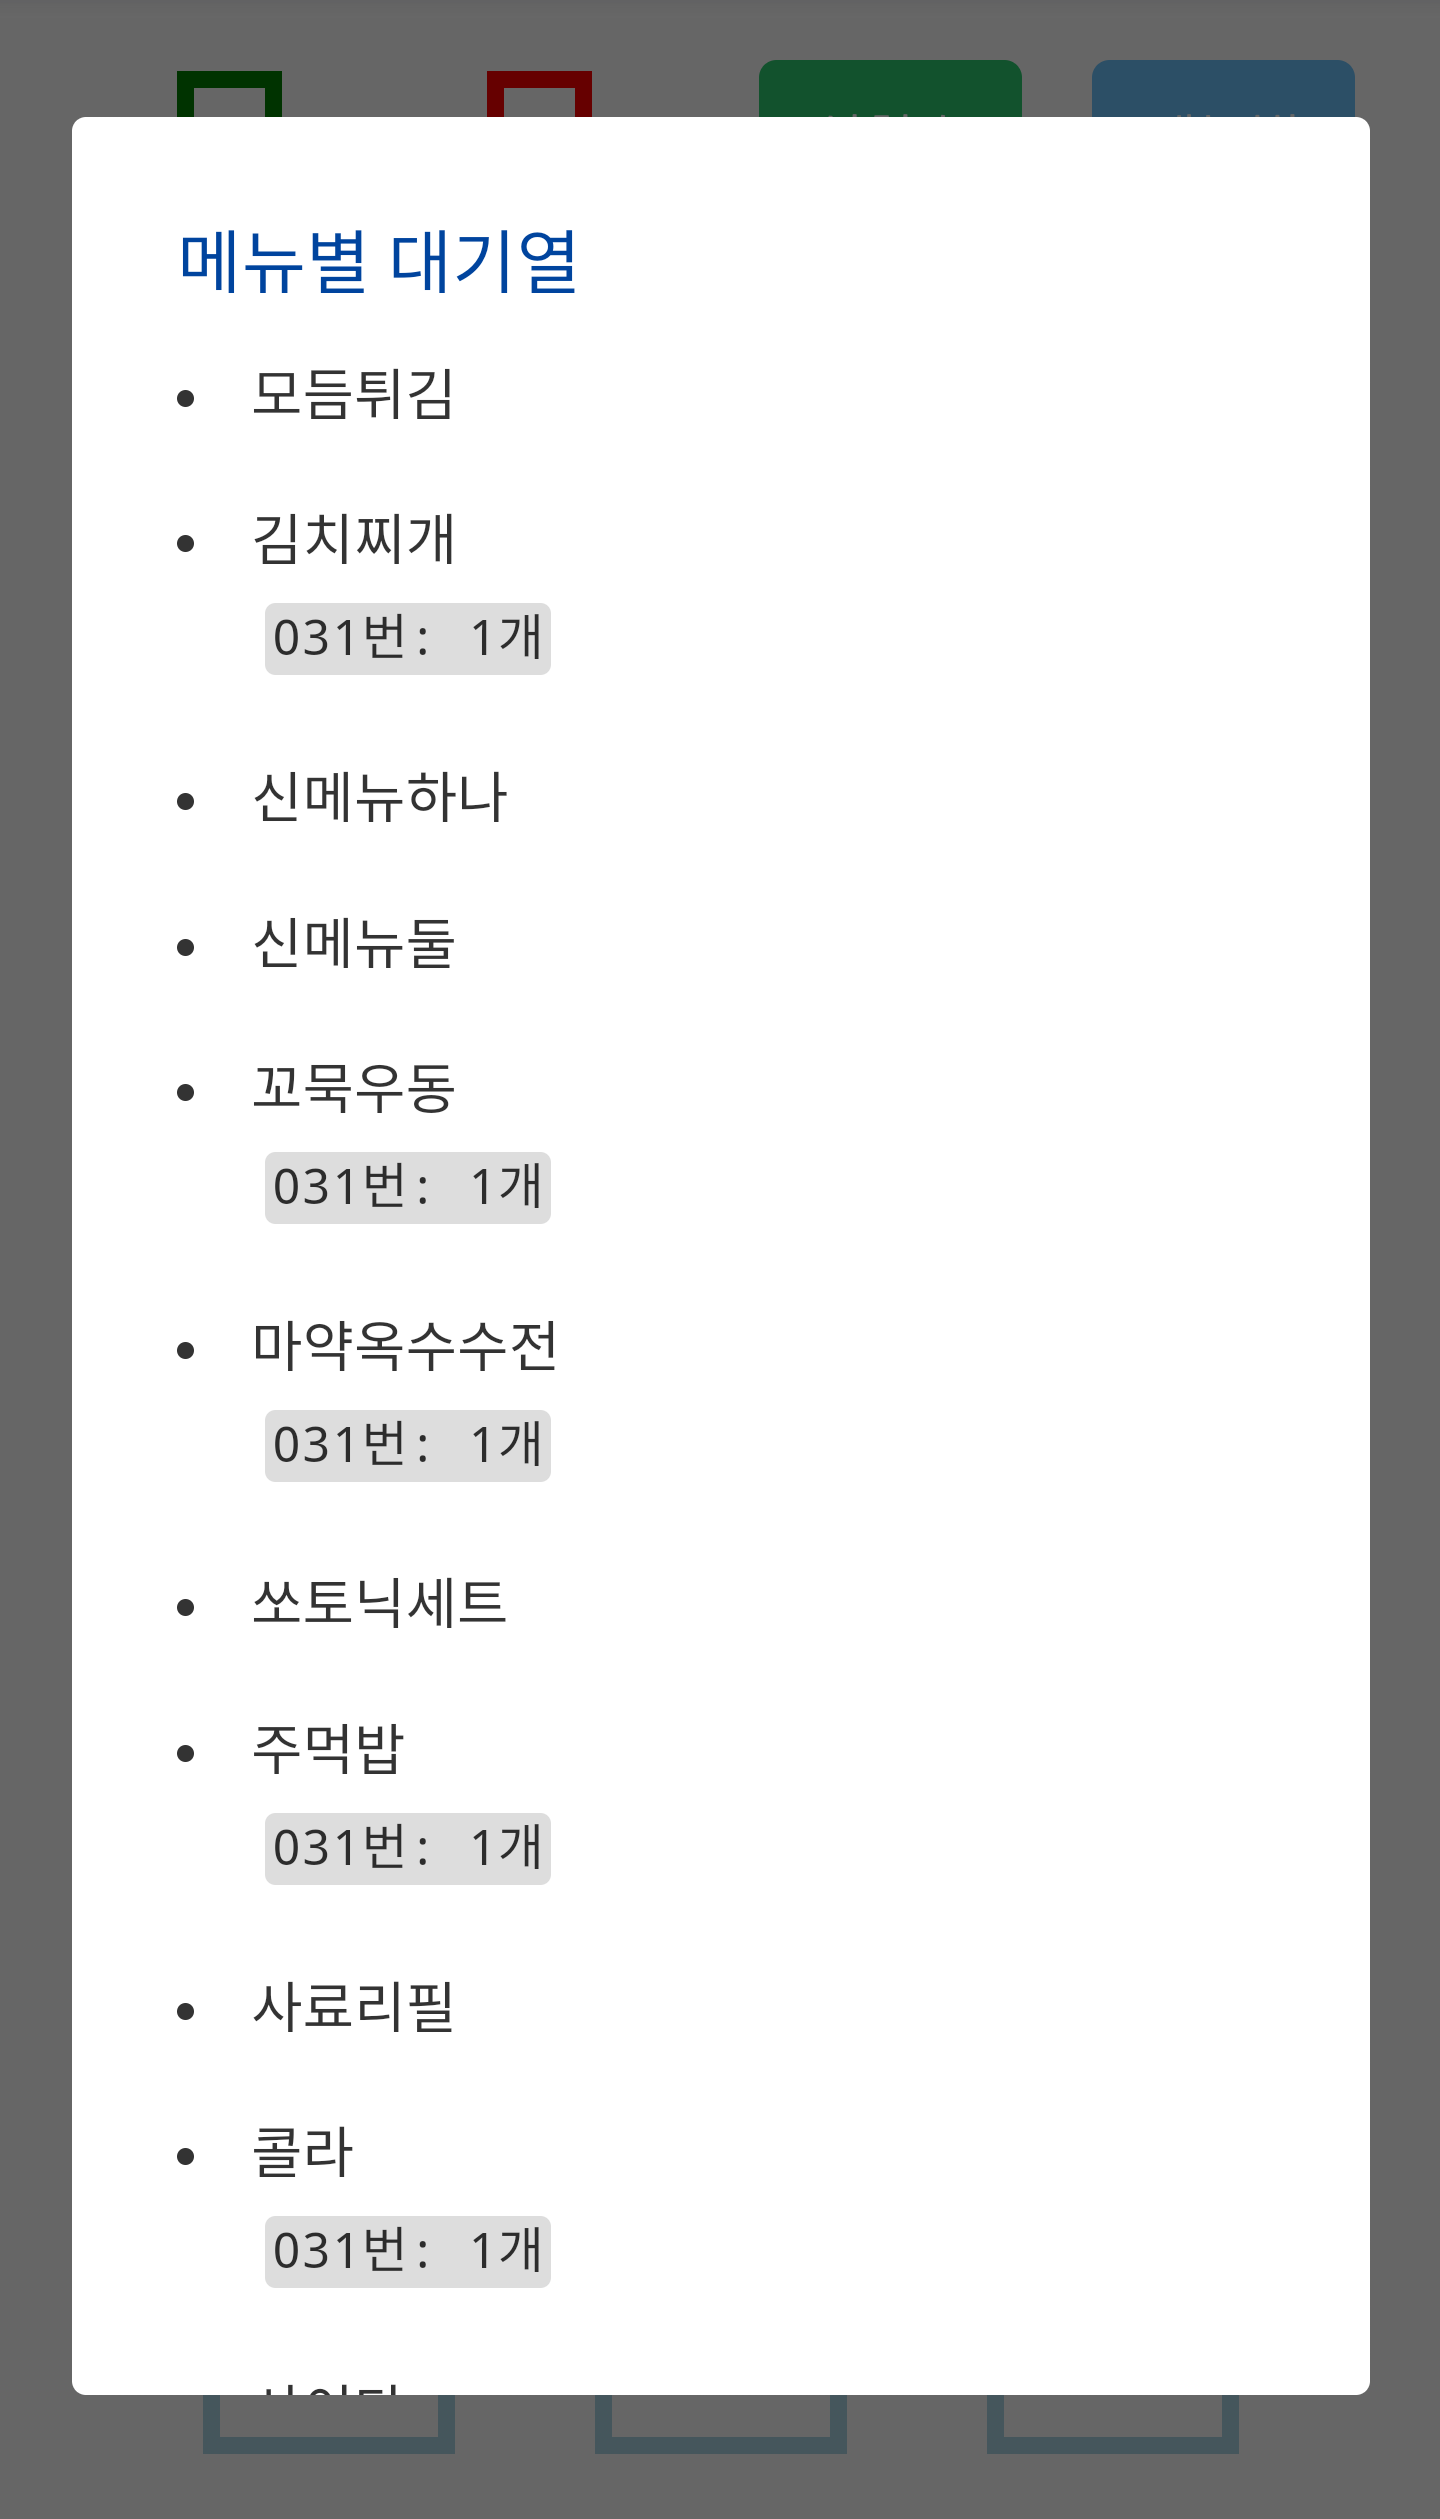 메뉴별 대기열
모듬튀김
김치찌개
031번: 1개
신메뉴하나
신메뉴둘
꼬묵우동
031번: 1개
마약옥수수전
031번: 1개
쏘토닉세트
주먹밥
031번: 1개
사료리필
콜라
031번: 1개